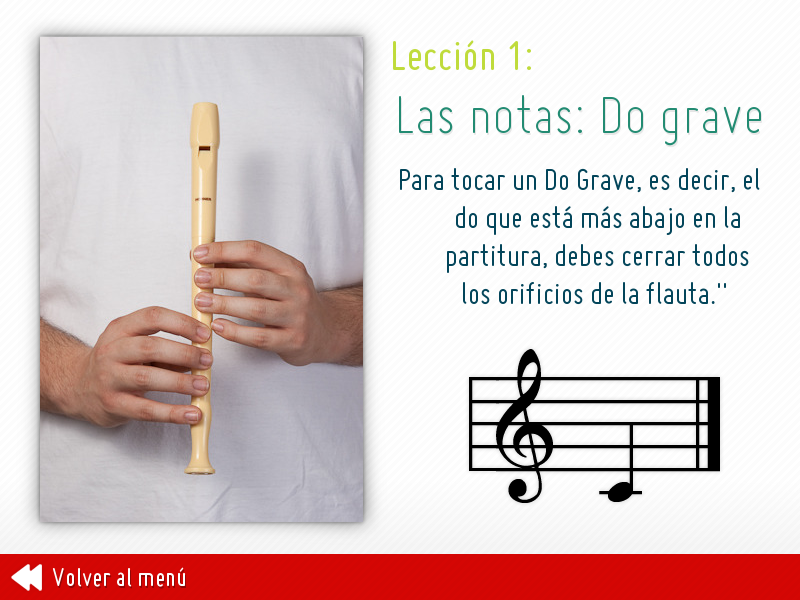 Lección 1:
Las notas: Do grave
Para tocar un Do Grave, es decir, el
do que está más abajo en la
partitura, debes cerrar todos
los orificios de la flauta."
Volver al menú